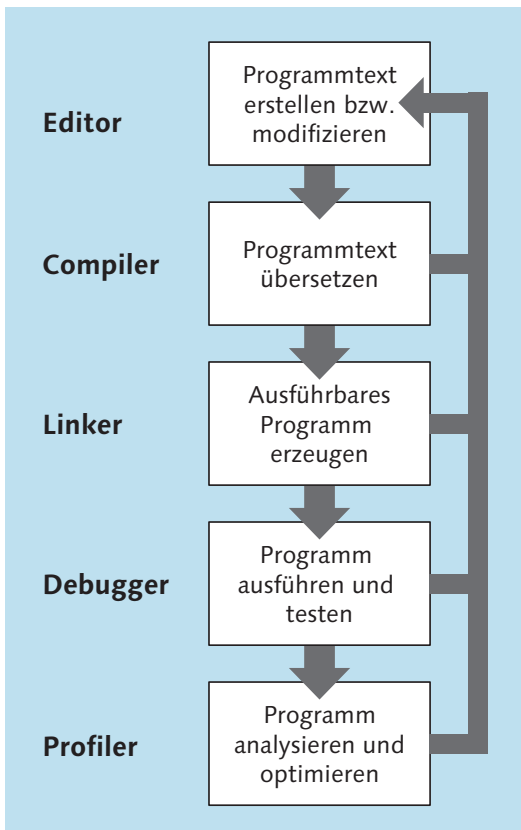 Editor
Programmtext
erstellen bzw.
modifizieren
Compiler
Programmtext
übersetzen
Linker
Ausführbares
Programm
erzeugen
Debugger
Programm
ausführen und
testen
Profiler
Programm
analysieren und
optimieren